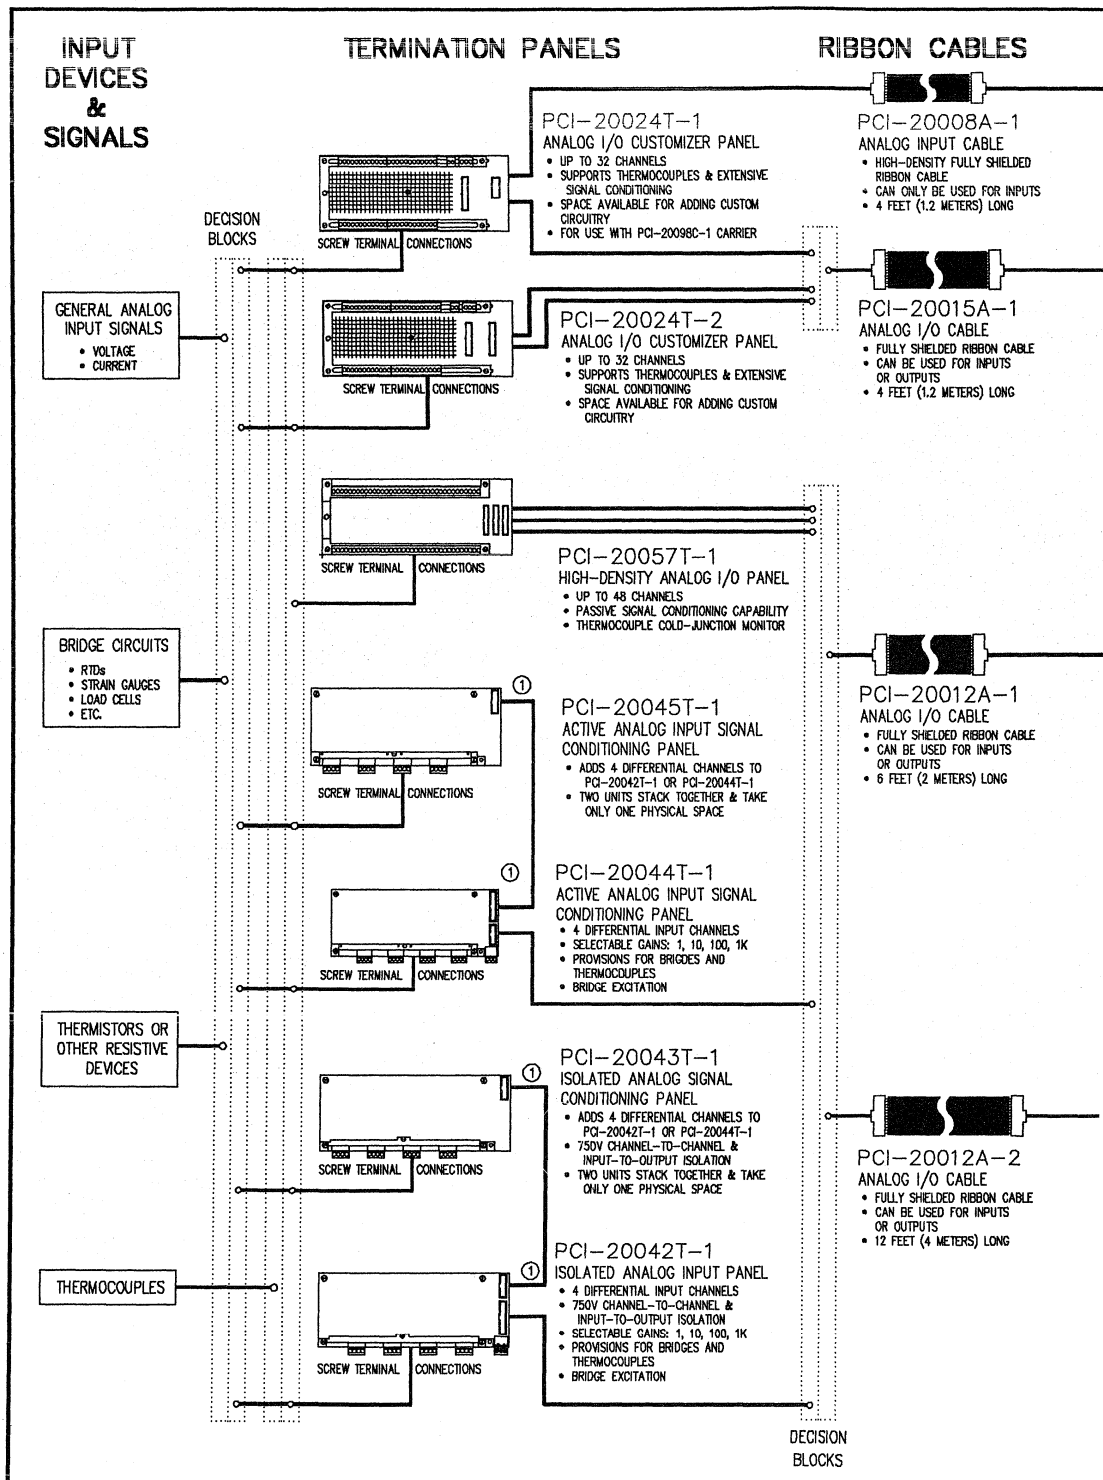 INPUT
DEVICES
&
SIGNALS
TERMINATION PANELS
RIBBON CABLES
DECISION
BLOCKS
GENERAL ANALOG
INPUT SIGNALS
• VOLTAGE
• CURRENT
BRIDGE CIRCUITS
• RTDs
• STRAIN GAUGES
• LOAD CELLS
• ETC.
THERMISTORS OR
OTHER RESISTIVE
DEVICES
THERMOCOUPLES
PCI-20024T-1
ANALOG I/O CUSTOMIZER PANEL
• UP TO 32 CHANNELS
• SUPPORTS THERMOCOUPLES & EXTENSIVE
SIGNAL CONDITIONING
• SPACE AVAILABLE FOR ADDING CUSTOM
CIRCUITRY
• FOR USE WITH PCI-20098C-1 CARRIER
SCREW TERMINAL CONNECTIONS
PCI-20024T-2
ANALOG I/O CUSTOMIZER PANEL
• UP TO 32 CHANNELS
• SUPPORTS THERMOCOUPLES & EXTENSIVE
SIGNAL CONDITIONING
• SPACE AVAILABLE FOR ADDING CUSTOM
CIRCUITRY
SCREW TERMINAL CONNECTIONS
PCI-20057T-1
HIGH-DENSITY ANALOG I/O PANEL
• UP TO 48 CHANNELS
• PASSIVE SIGNAL CONDITIONING CAPABILITY
• THERMOCOUPLE COLD-JUNCTION MONITOR
SCREW TERMINAL CONNECTIONS
1
PCI-20045T-1
ACTIVE ANALOG INPUT SIGNAL
CONDITIONING PANEL
• ADDS 4 DIFFERENTIAL CHANNELS TO
PCI-20042T-1 OR PCI-20044T-1
• TWO UNITS STACK TOGETHER & TAKE
ONLY ONE PHYSICAL SPACE
SCREW TERMINAL CONNECTIONS
1
PCI-20044T-1
ACTIVE ANALOG INPUT SIGNAL
CONDITIONING PANEL
• 4 DIFFERENTIAL INPUT CHANNELS
• SELECTABLE GAINS: 1, 10, 100, 1K
• PROVISIONS FOR BRIGDES AND
THERMOCOUPLES
• BRIDGE EXCITATION
SCREW TERMINAL CONNECTIONS
1
PCI-20043T-1
ISOLATED ANALOG SIGNAL
CONDITIONING PANEL
• ADDS 4 DIFFERENTIAL CHANNELS TO
PCI-20042T-1 OR PCI-20044T-1
• 750V CHANNEL-TO-CHANNEL &
INPUT-TO-OUTPUT ISOLATION
• TWO UNITS STACK TOGETHER & TAKE
ONLY ONE PHYSICAL SPACE
SCREW TERMINAL CONNECTIONS
1
PCI-20042T-1
ISOLATED ANALOG INPUT PANEL
• 4 DIFFERENTIAL INPUT CHANNELS
• 750V CHANNEL-TO-CHANNEL &
INPUT-TO-OUTPUT ISOLATION
• SELECTABLE GAINS: 1, 10, 100, 1K
• PROVISIONS FOR BRIDGES AND
THERMOCOUPLES
• BRIDGE EXCITATION
SCREW TERMINAL CONNECTIONS
PCI-20008A-1
ANALOG INPUT CABLE
• HIGH-DENSITY FULLY SHIELDED
RIBBON CABLE
• CAN ONLY BE USED FOR INPUTS
• 4 FEET (1.2 METERS) LONG
PCI-20015A-1
ANALOG I/O CABLE
• FULLY SHIELDED RIBBON CABLE
• CAN BE USED FOR INPUTS
OR OUTPUTS
• 4 FEET (1.2 METERS) LONG
PCI-20012A-1
ANALOG I/O CABLE
• FULLY SHIELDED RIBBON CABLE
• CAN BE USED FOR INPUTS
OR OUTPUTS
• 6 FEET (2 METERS) LONG
PCI-20012A-2
ANALOG I/O CABLE
• FULLY SHIELDED RIBBON CABLE
• CAN BE USED FOR INPUTS
OR OUTPUTS
• 12 FEET (4 METERS) LONG
DECISION
BLOCKS